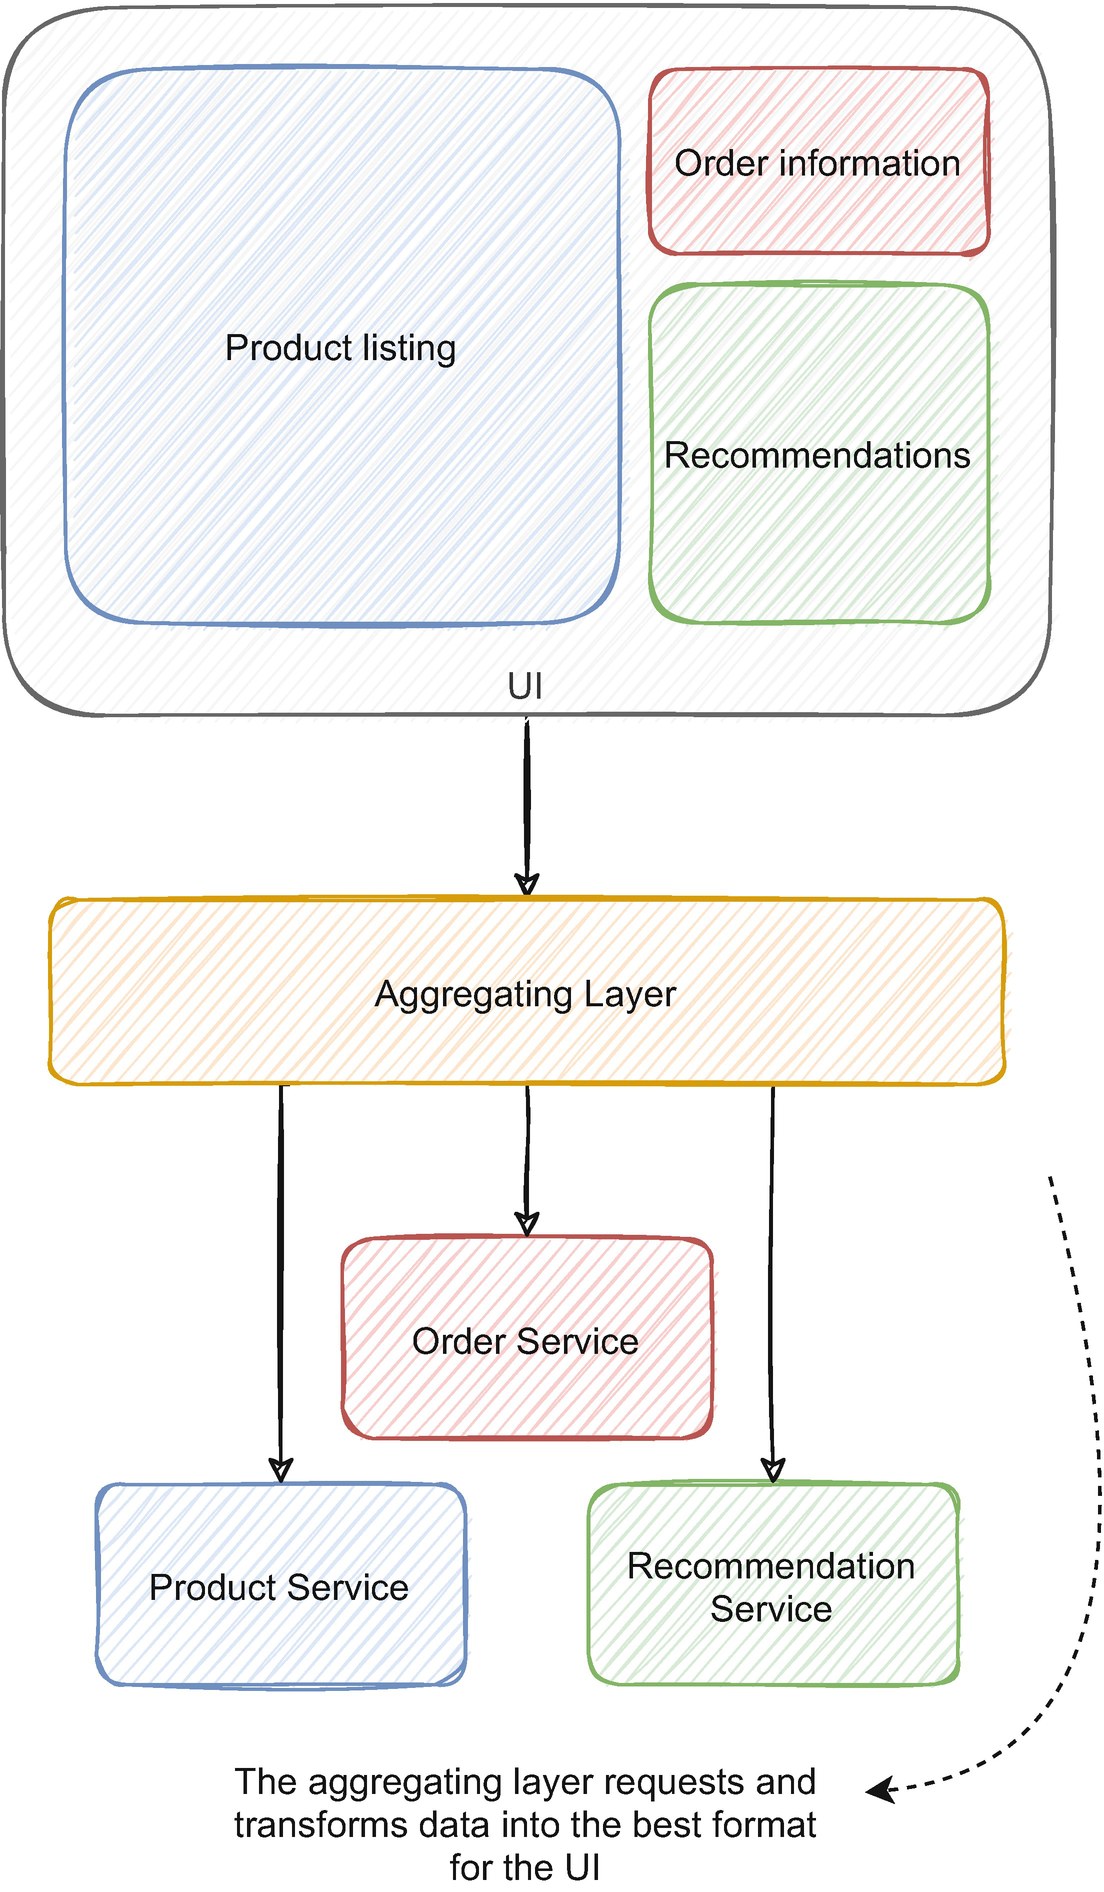 Product listing
Order information
Recommendations
UI
Aggregating Layer
Order Service
Product Service
Recommendation
Service
The aggregating layer requests and
transforms data into the best format
for the UI